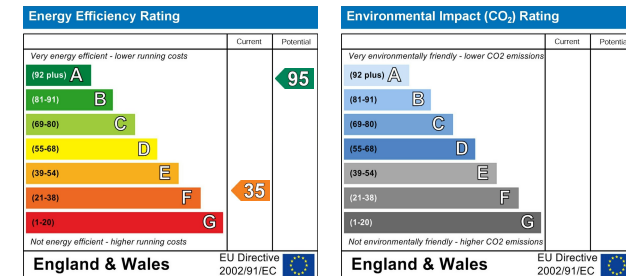 Energy Efficiency Rating
Current Potential
Very energy efficient - lower running costs
(92 plus) A
95
(81-91) B
(69-80) C
(55-68) D
(39-54) E
(21-38) F
35
(1-20) G
Not energy efficient - higher running costs
England & Wales
EU Directive
2002/91/EC
Environmental Impact (CO₂) Rating
Current Potential
Very environmentally friendly - lower CO2 emissions
(92 plus) A
(81-91) B
(69-80) C
(55-68) D
(39-54) E
(21-38) F
(1-20) G
Not environmentally friendly - higher CO2 emissions
England & Wales
EU Directive
2002/91/EC